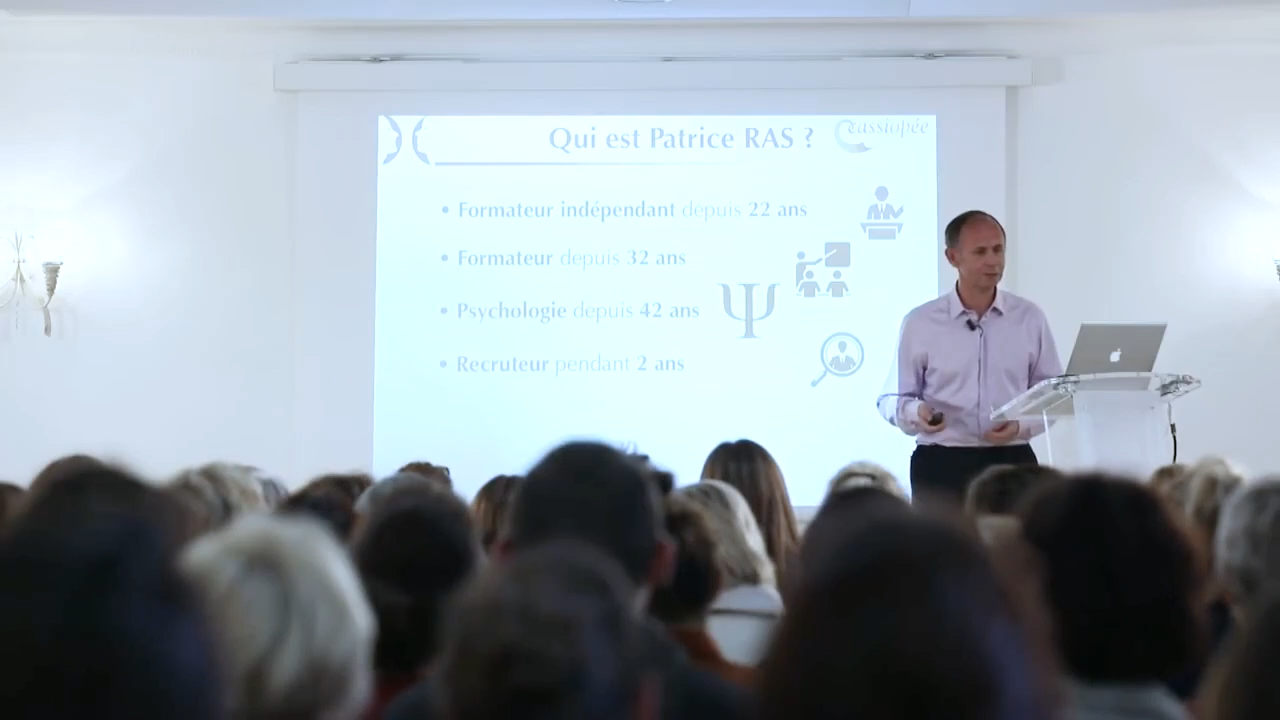 Qui est Patrice RAS ?
cassiopée
• Formateur indépendant depuis 22 ans
• Formateur depuis 32 ans
• Psychologie depuis 42 ans
Ψ
• Recruteur pendant 2 ans